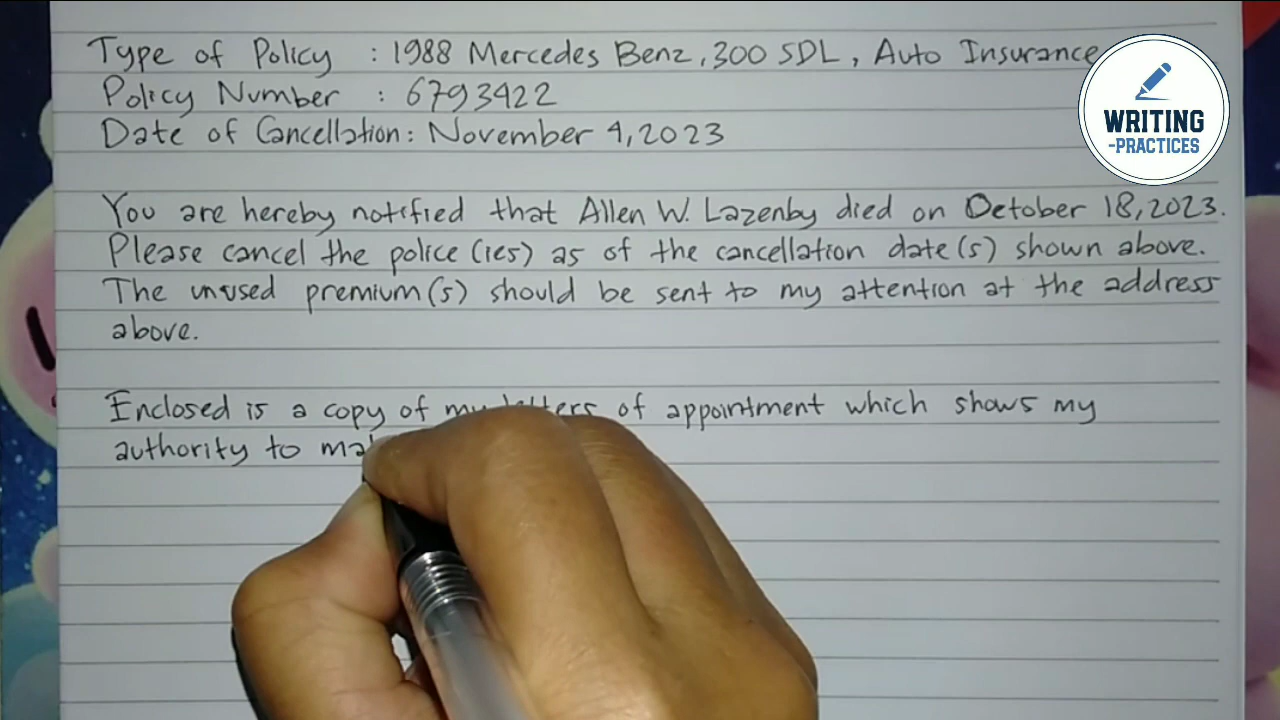 Type of Policy : 1988 Mercedes Benz, 300 SDL, Auto Insurance
Policy Number : 6793422
Date of Cancellation: November 4, 2023
You are hereby notified that Allen W. Lazenby died on October 18, 2023.
Please cancel the police (ies) as of the cancellation date(s) shown above.
The unused premium(s) should be sent to my attention at the address
above.
Enclosed is a copy of my letters of appointment which shows my
authority to
WRITING
-PRACTICES